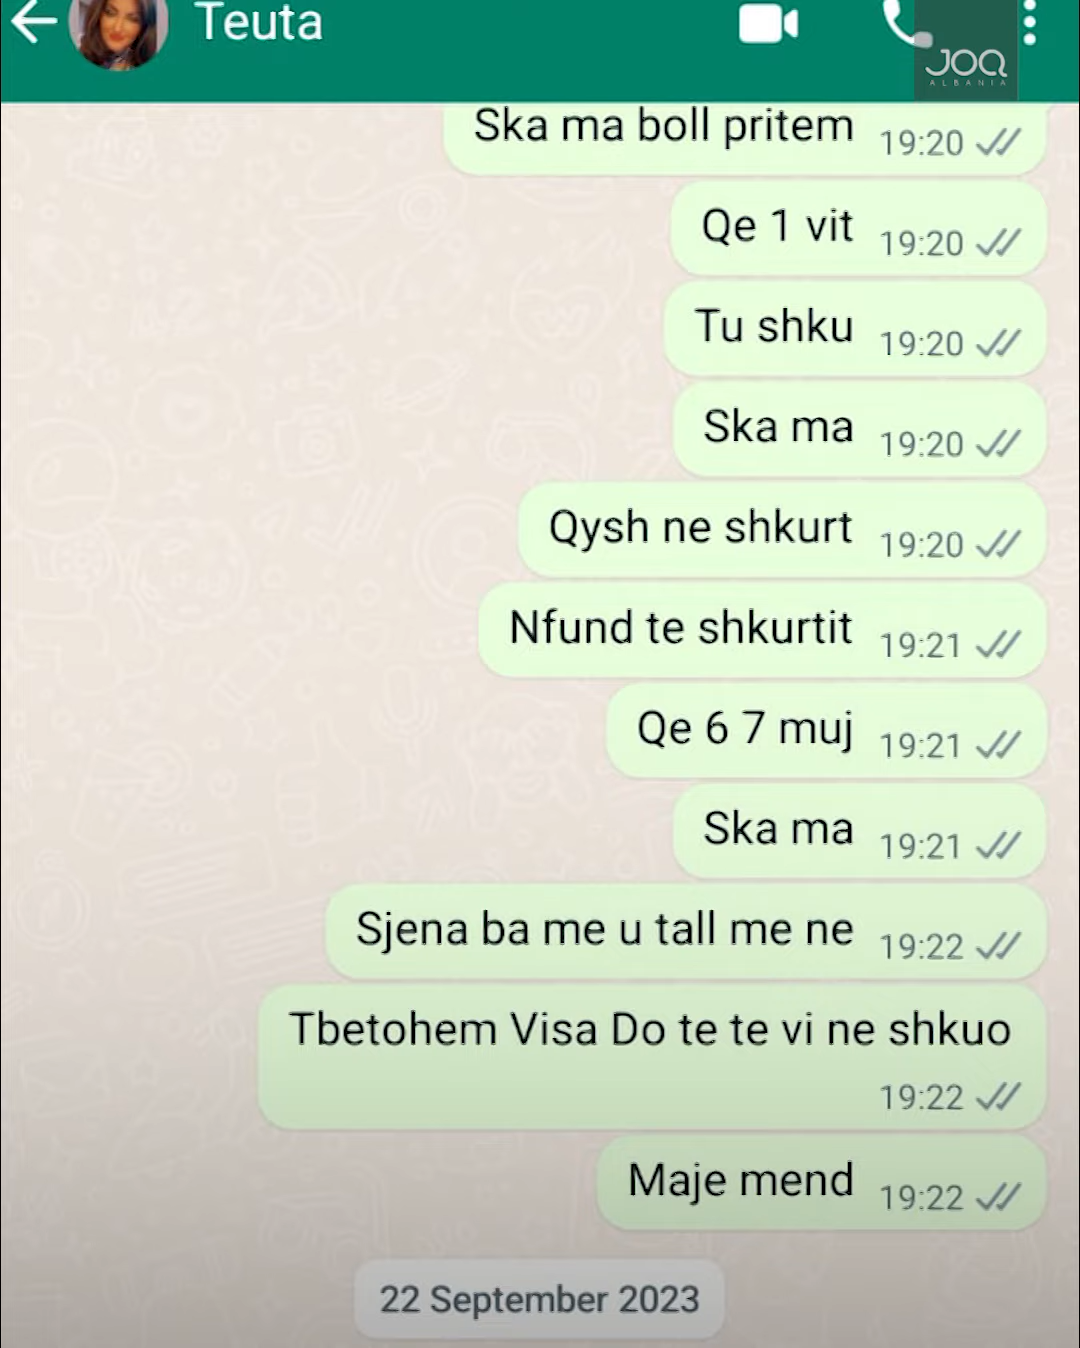 Teuta
JOQ
ALBANIA
Ska ma boll pritem 19:20
Qe 1 vit 19:20
Tu shku 19:20
Ska ma 19:20
Qysh ne shkurt 19:20
Nfund te shkurtit 19:21
Qe 6 7 muj 19:21
Ska ma 19:21
Sjena ba me u tall me ne 19:22
Tbetohem Visa Do te te vi ne shkuo
19:22
Maje mend 19:22
22 September 2023